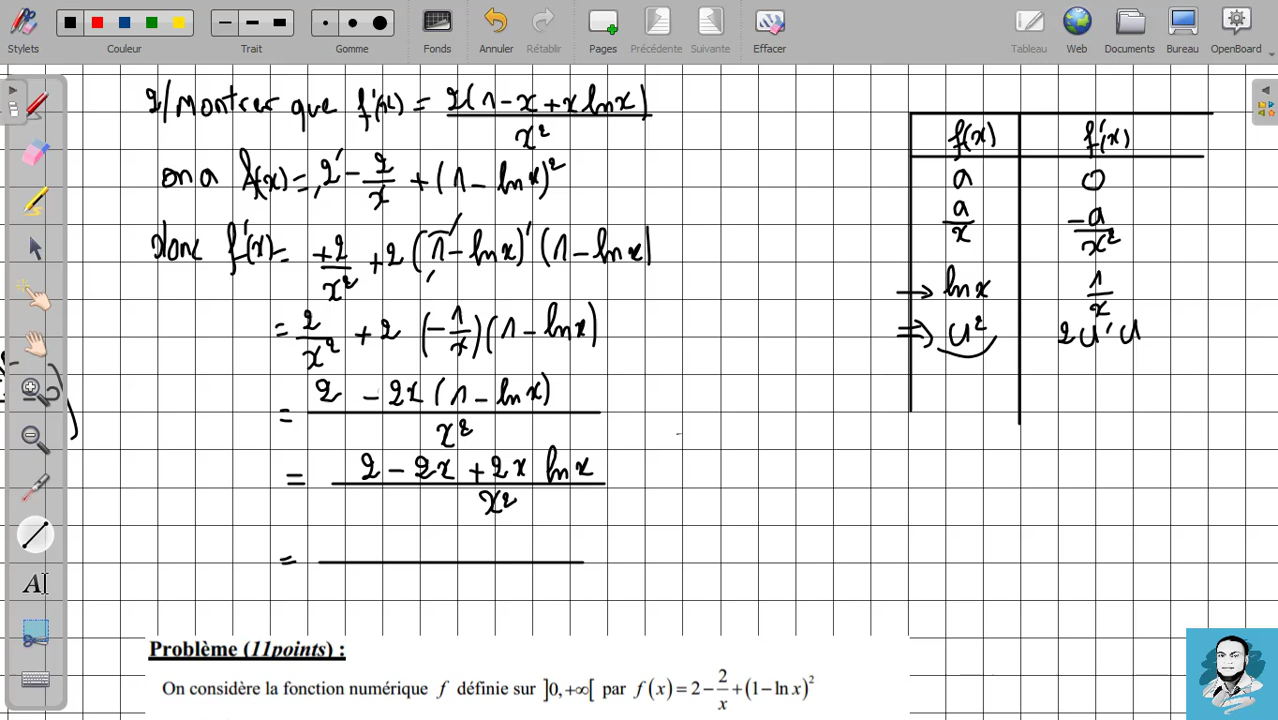 Stylets Couleur Trait Gomme Fonds Annuler Rétablir Pages Précédente Suivante Effacer Tableau Web Documents Bureau OpenBoard
2/ Montrer que f'(x) = 2(1-x+x ln x) / x²
on a f(x) = 2' - 2/x + (1 - ln x)²
donc f'(x) = +2/x² + 2 (1 - ln x)' (1 - ln x)
= 2/x² + 2 (-1/x)(1 - ln x)
= 2 - 2x (1 - ln x) / x²
= 2 - 2x + 2x ln x / x²
=
f(x) f'(x)
a 0
a/x -a/x²
→ ln x 1/x
⇒ U² 2U'U
AI
Problème (11points) :
On considère la fonction numérique f définie sur ]0,+∞[ par f(x) = 2 - 2/x + (1 - ln x)²